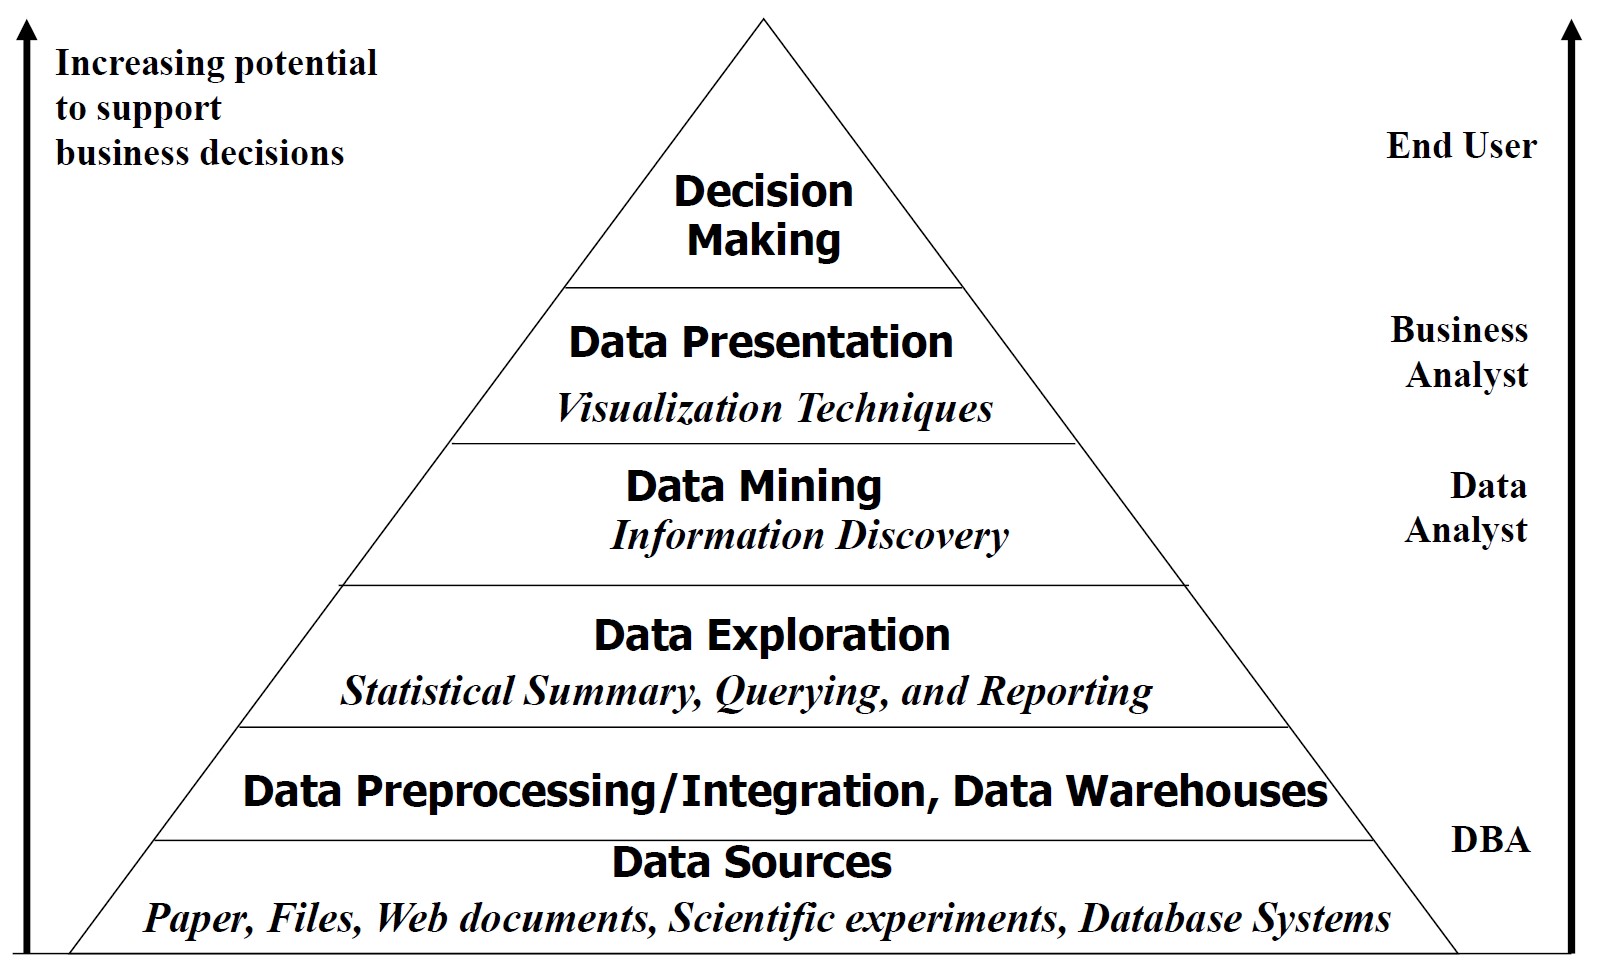 Increasing potential
to support
business decisions
End User
Decision
Making
Business
Analyst
Data Presentation
Visualization Techniques
Data Mining
Information Discovery
Data
Analyst
Data Exploration
Statistical Summary, Querying, and Reporting
Data Preprocessing/Integration, Data Warehouses
DBA
Data Sources
Paper, Files, Web documents, Scientific experiments, Database Systems